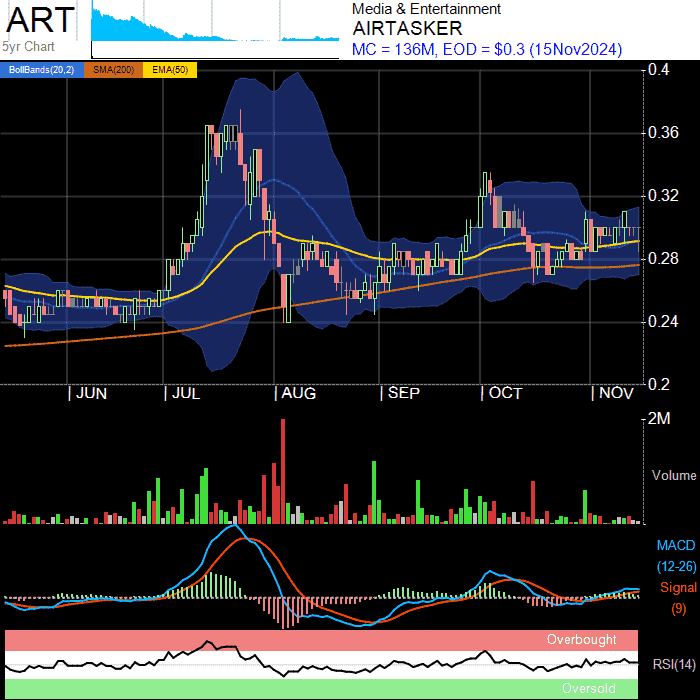 ART
5yr Chart
Media & Entertainment
AIRTASKER
MC = 136M, EOD = $0.3 (15Nov2024)
BollBands(20,2) SMA(200) EMA(50)
0.4
0.36
0.32
0.28
0.24
0.2
| JUN | JUL | AUG | SEP | OCT | NOV
2M
Volume
MACD
(12-26)
Signal
(9)
Overbought
RSI(14)
Oversold